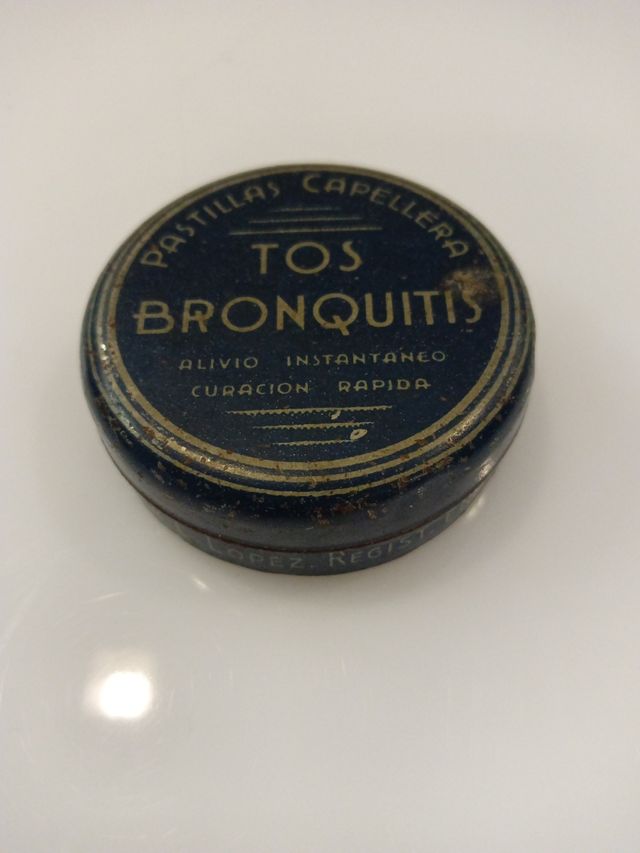 PASTILLAS CAPELLERA
TOS
BRONQUITIS
ALIVIO INSTANTANEO
CURACION RAPIDA
LOPEZ. REGIST.